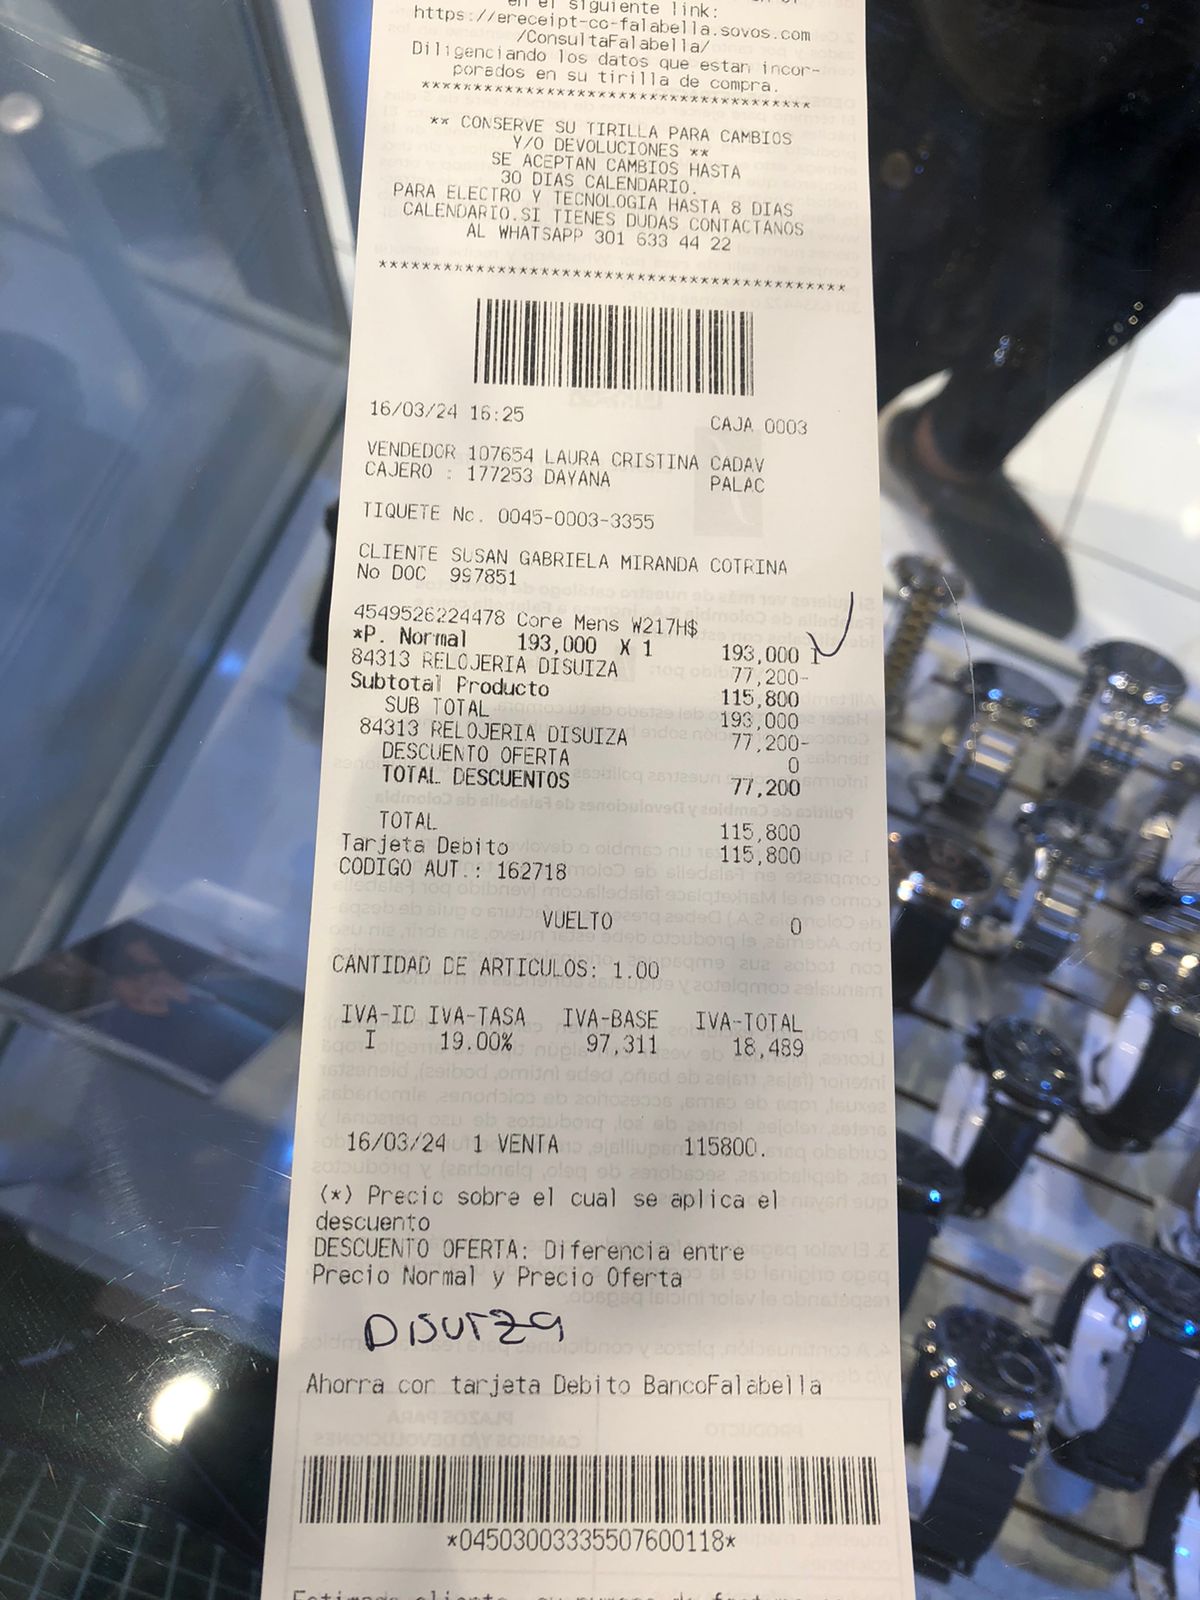 en el siguiente link:
https://ereceipt-co-falabella.sovos.com
/ConsultaFalabella/
Diligenciando los datos que estan incor-
porados en su tirilla de compra.
****************************************
** CONSERVE SU TIRILLA PARA CAMBIOS
Y/O DEVOLUCIONES **
SE ACEPTAN CAMBIOS HASTA
30 DIAS CALENDARIO.
PARA ELECTRO Y TECNOLOGIA HASTA 8 DIAS
CALENDARIO.SI TIENES DUDAS CONTACTANOS
AL WHATSAPP 301 633 44 22
****************************************
16/03/24 16:25 CAJA 0003
VENDEDOR 107654 LAURA CRISTINA CADAV
CAJERO : 177253 DAYANA PALAC
TIQUETE No. 0045-0003-3355
CLIENTE SUSAN GABRIELA MIRANDA COTRINA
No DOC 997851
4549526224478 Core Mens W217H$
*P. Normal 193,000 X 1 193,000 I
84313 RELOJERIA DISUIZA 77,200-
Subtotal Producto 115,800
SUB TOTAL 193,000
84313 RELOJERIA DISUIZA 77,200-
DESCUENTO OFERTA 0
TOTAL DESCUENTOS 77,200
TOTAL 115,800
Tarjeta Debito 115,800
CODIGO AUT.: 162718
VUELTO 0
CANTIDAD DE ARTICULOS: 1.00
IVA-ID IVA-TASA IVA-BASE IVA-TOTAL
I 19.00% 97,311 18,489
16/03/24 1 VENTA 115800.
(*) Precio sobre el cual se aplica el
descuento
DESCUENTO OFERTA: Diferencia entre
Precio Normal y Precio Oferta
DISUIZA
Ahorra con tarjeta Debito BancoFalabella
*04503003335507600118*